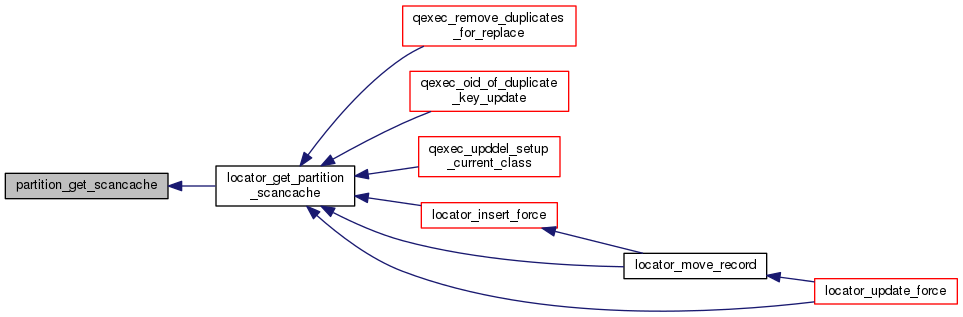 qexec_remove_duplicates
_for_replace
qexec_oid_of_duplicate
_key_update
qexec_upddel_setup
_current_class
partition_get_scancache
locator_get_partition
_scancache
locator_insert_force
locator_move_record
locator_update_force